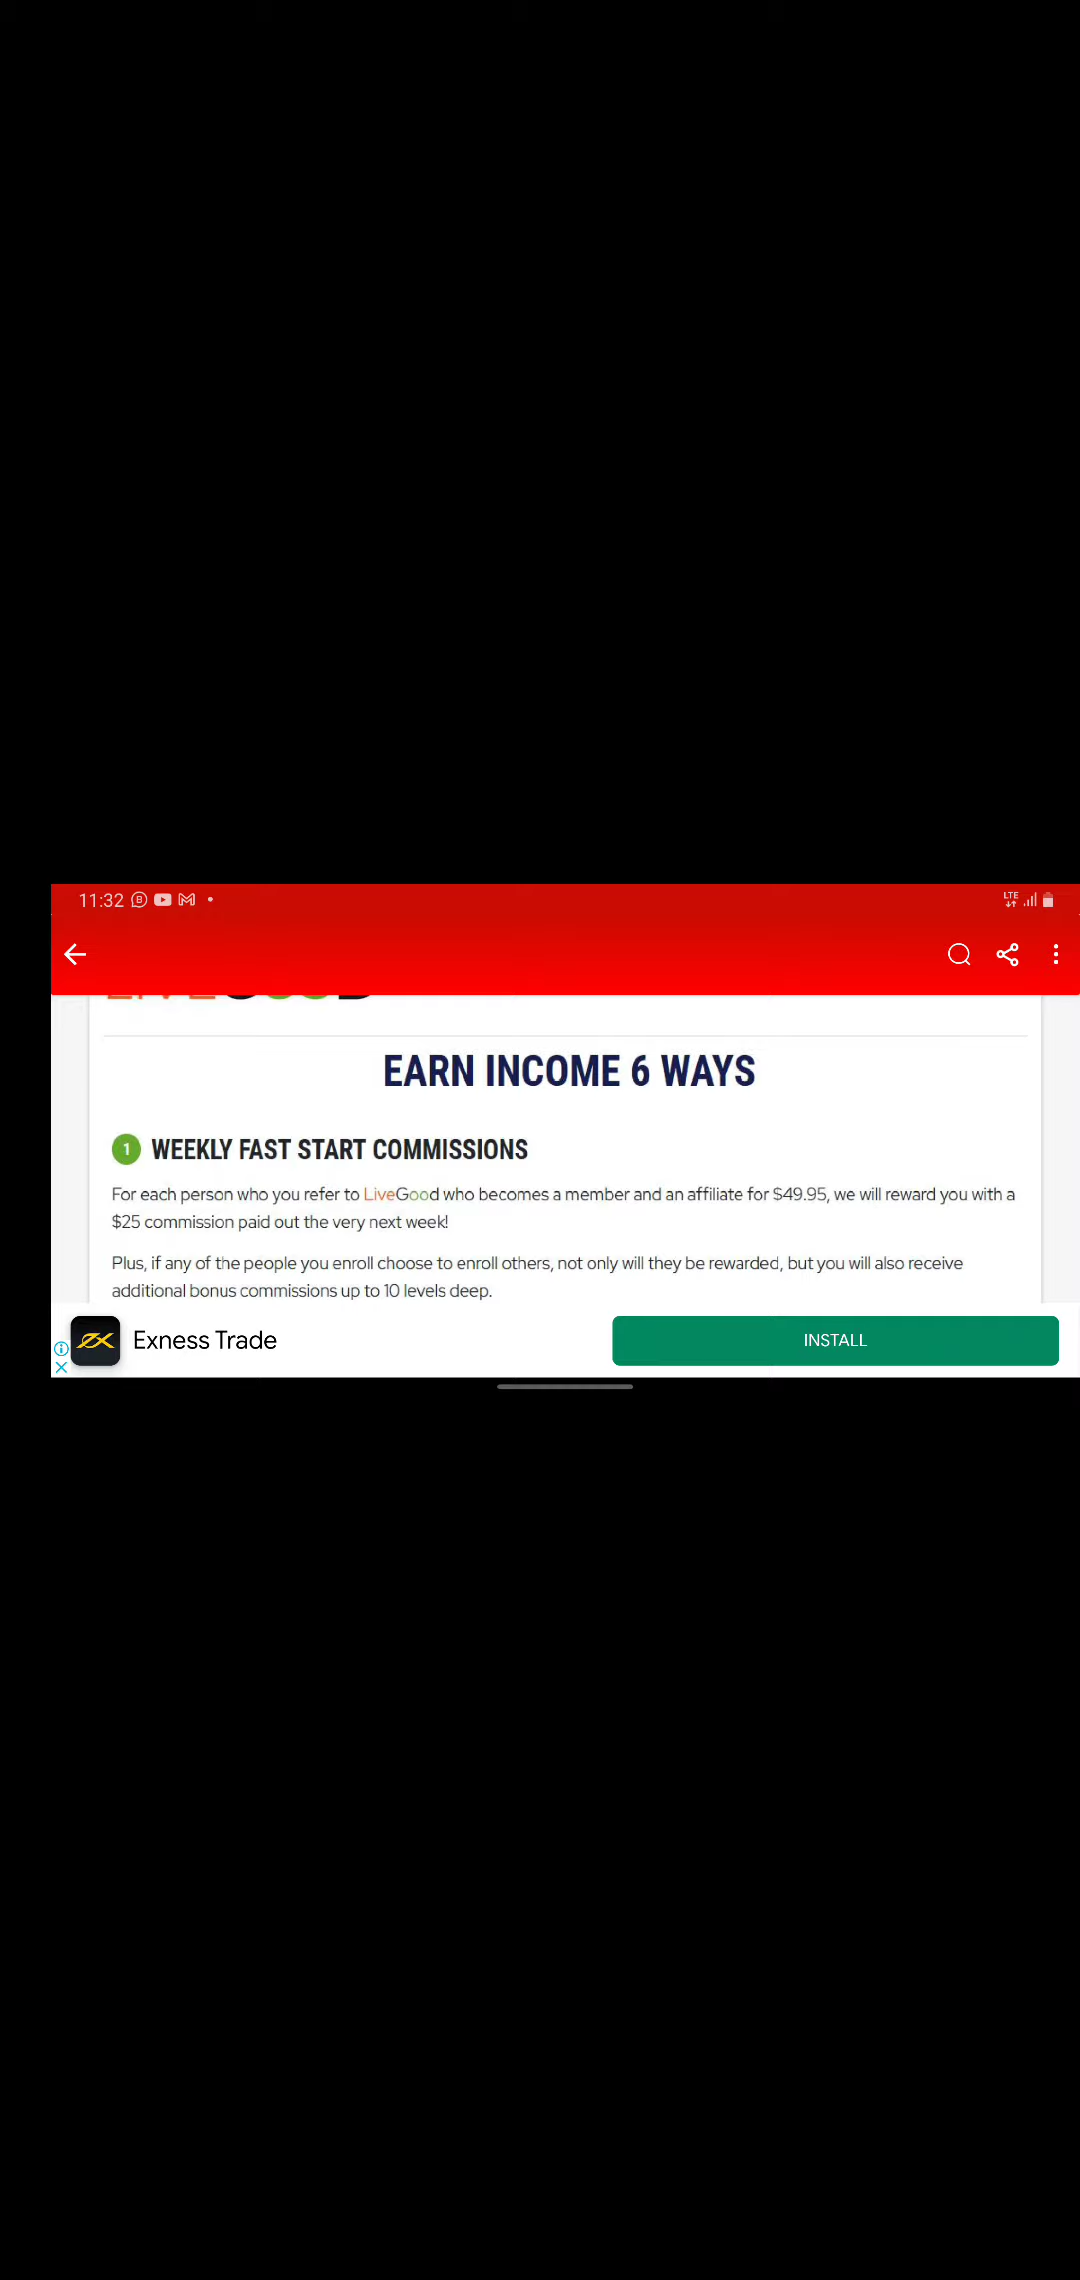 11:32
LTE
LIVEGOOD
EARN INCOME 6 WAYS
1 WEEKLY FAST START COMMISSIONS
For each person who you refer to LiveGood who becomes a member and an affiliate for $49.95, we will reward you with a
$25 commission paid out the very next week!
Plus, if any of the people you enroll choose to enroll others, not only will they be rewarded, but you will also receive
additional bonus commissions up to 10 levels deep.
Exness Trade
INSTALL